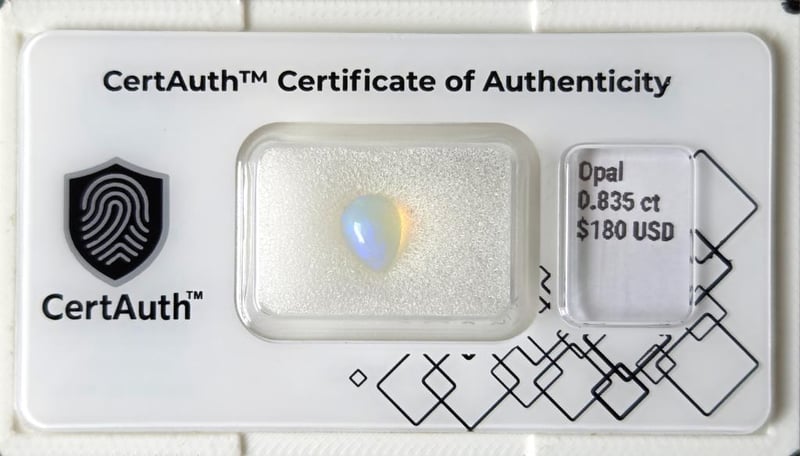 CertAuth™ Certificate of Authenticity
CertAuth™
Opal
0.835 ct
$180 USD